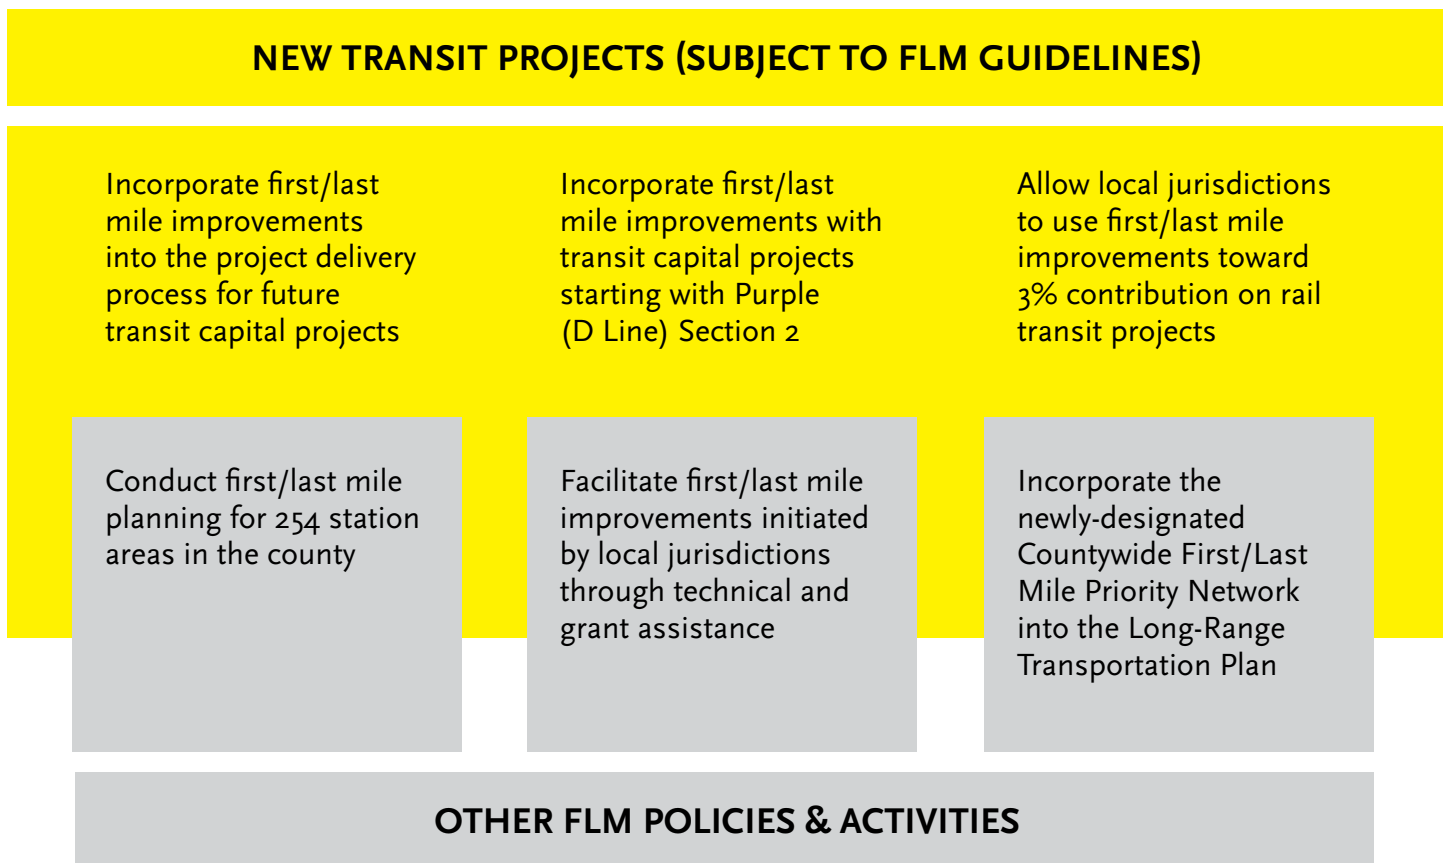 NEW TRANSIT PROJECTS (SUBJECT TO FLM GUIDELINES)
Incorporate first/last
mile improvements
into the project delivery
process for future
transit capital projects
Incorporate first/last
mile improvements with
transit capital projects
starting with Purple
(D Line) Section 2
Allow local jurisdictions
to use first/last mile
improvements toward
3% contribution on rail
transit projects
Conduct first/last mile
planning for 254 station
areas in the county
Facilitate first/last mile
improvements initiated
by local jurisdictions
through technical and
grant assistance
Incorporate the
newly-designated
Countywide First/Last
Mile Priority Network
into the Long-Range
Transportation Plan
OTHER FLM POLICIES & ACTIVITIES